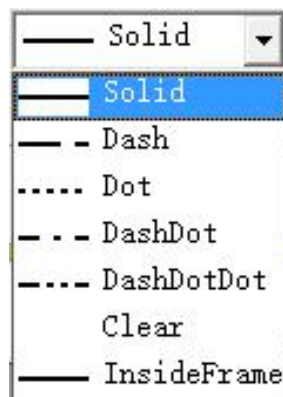 Solid
Solid
Dash
Dot
DashDot
DashDotDot
Clear
InsideFrame